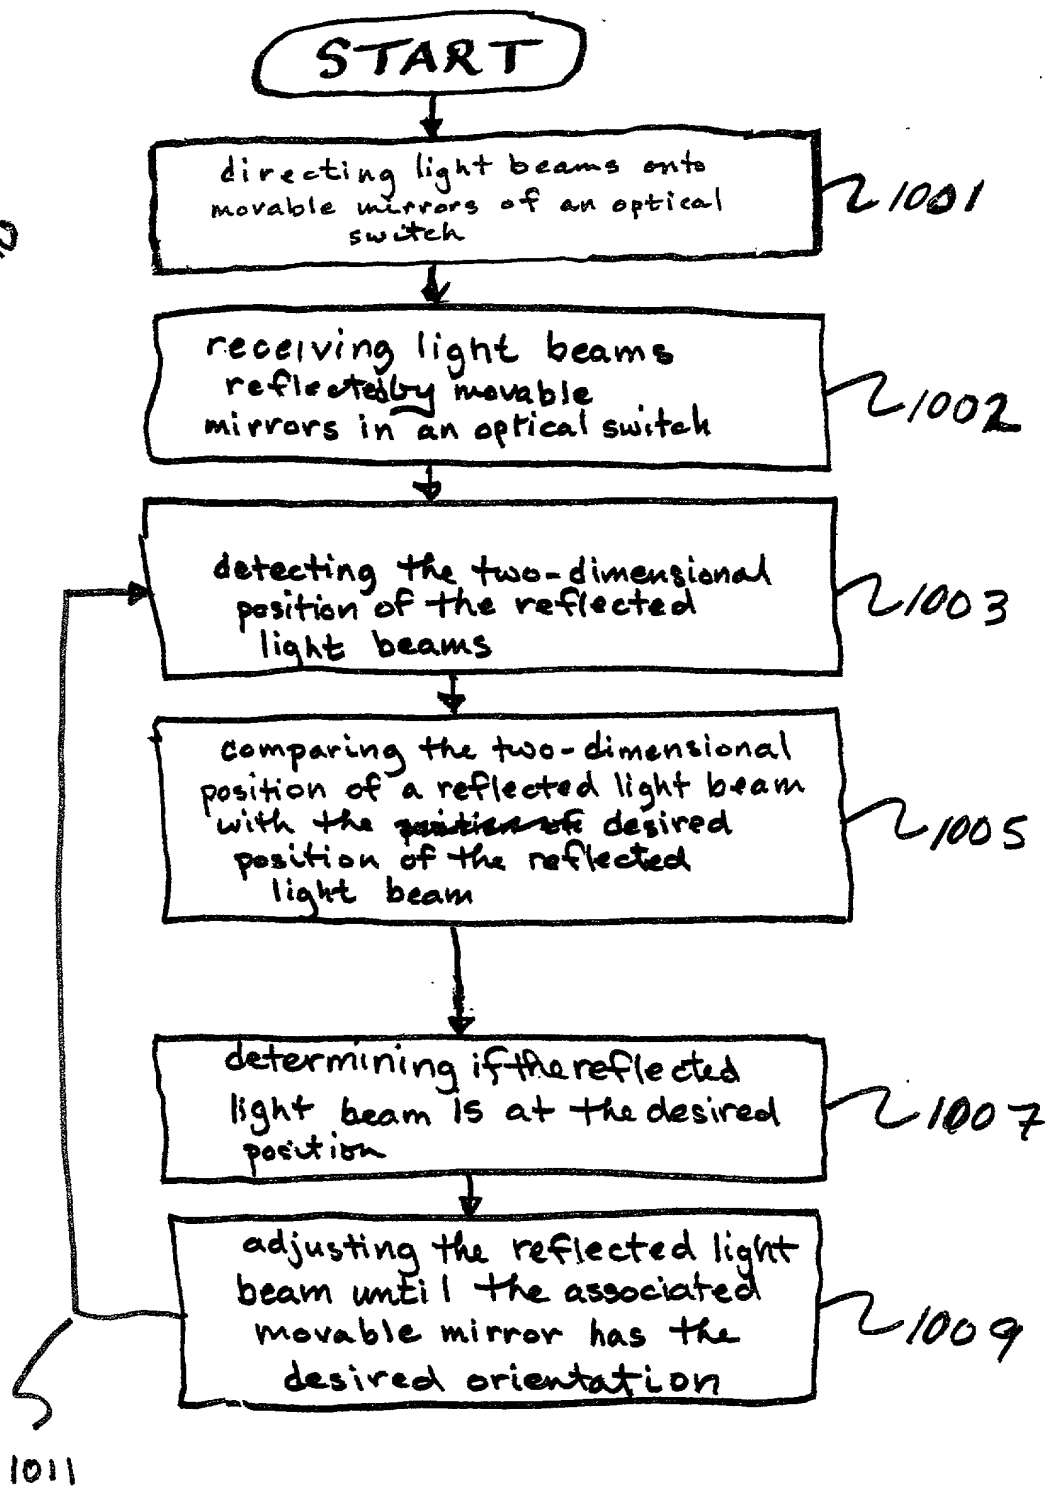 START
directing light beams onto
movable mirrors of an optical
switch
1001
receiving light beams
reflected by movable
mirrors in an optical switch
1002
detecting the two-dimensional
position of the reflected
light beams
1003
comparing the two-dimensional
position of a reflected light beam
with the desired
position of the reflected
light beam
1005
determining if the reflected
light beam is at the desired
position
1007
adjusting the reflected light
beam until the associated
movable mirror has the
desired orientation
1009
1011